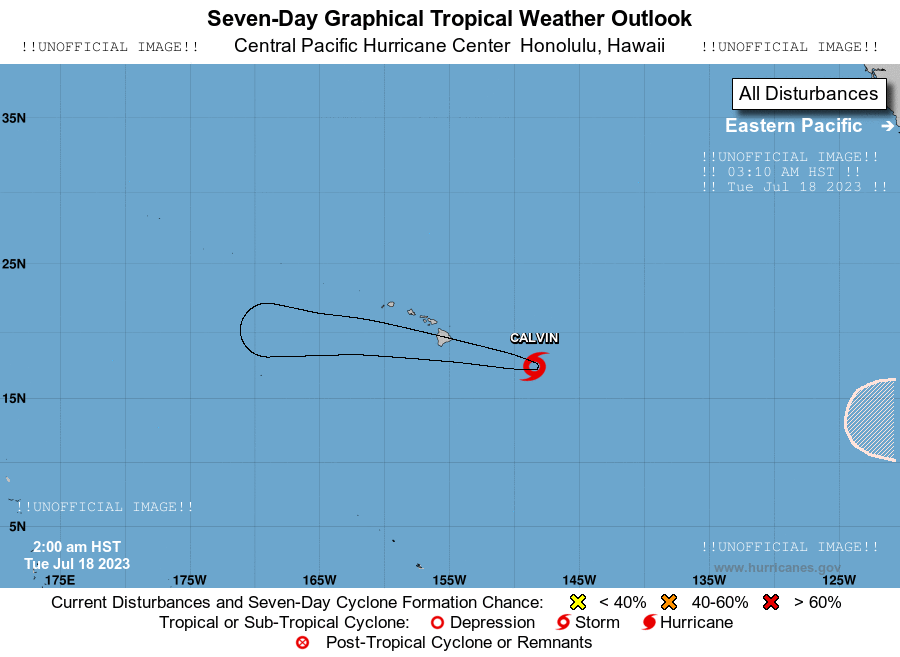 Seven-Day Graphical Tropical Weather Outlook
!!UNOFFICIAL IMAGE!! Central Pacific Hurricane Center Honolulu, Hawaii !!UNOFFICIAL IMAGE!!
All Disturbances
35N
Eastern Pacific →
!!UNOFFICIAL IMAGE!!
!! 03:10 AM HST !!
!! Tue Jul 18 2023 !!
25N
CALVIN
15N
!!UNOFFICIAL IMAGE!!
5N
2:00 am HST
Tue Jul 18 2023
!!UNOFFICIAL IMAGE!!
www.hurricanes.gov
175E 175W 165W 155W 145W 135W 125W
Current Disturbances and Seven-Day Cyclone Formation Chance: < 40% 40-60% > 60%
Tropical or Sub-Tropical Cyclone: Depression Storm Hurricane
Post-Tropical Cyclone or Remnants